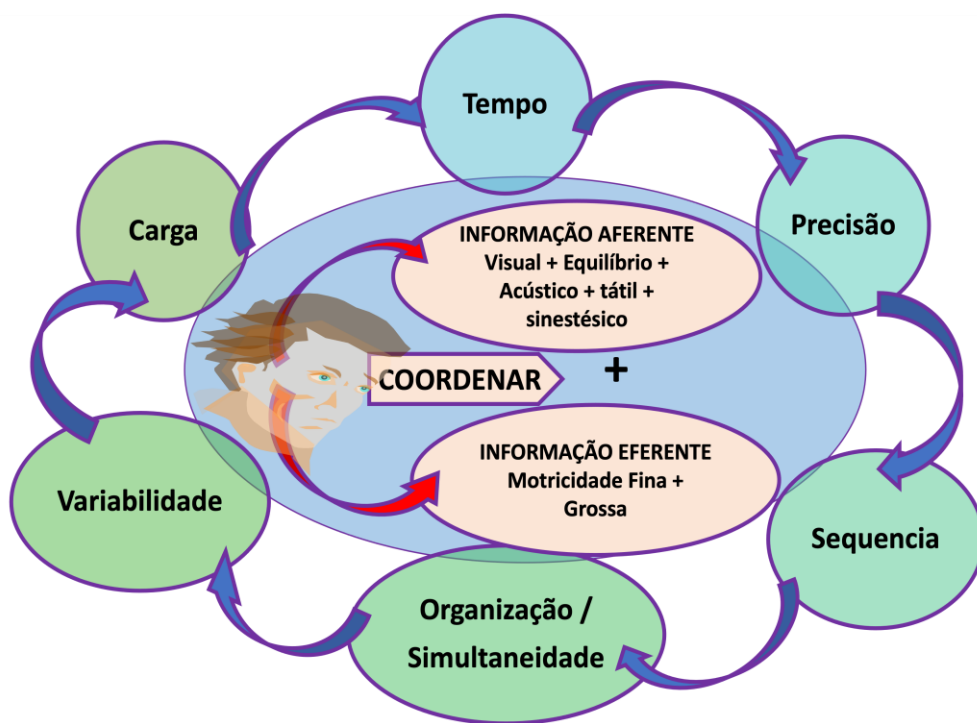 Tempo
Carga
Precisão
INFORMAÇÃO AFERENTE
Visual + Equilíbrio +
Acústico + tátil +
sinestésico
COORDENAR
+
INFORMAÇÃO EFERENTE
Motricidade Fina +
Grossa
Variabilidade
Sequencia
Organização /
Simultaneidade